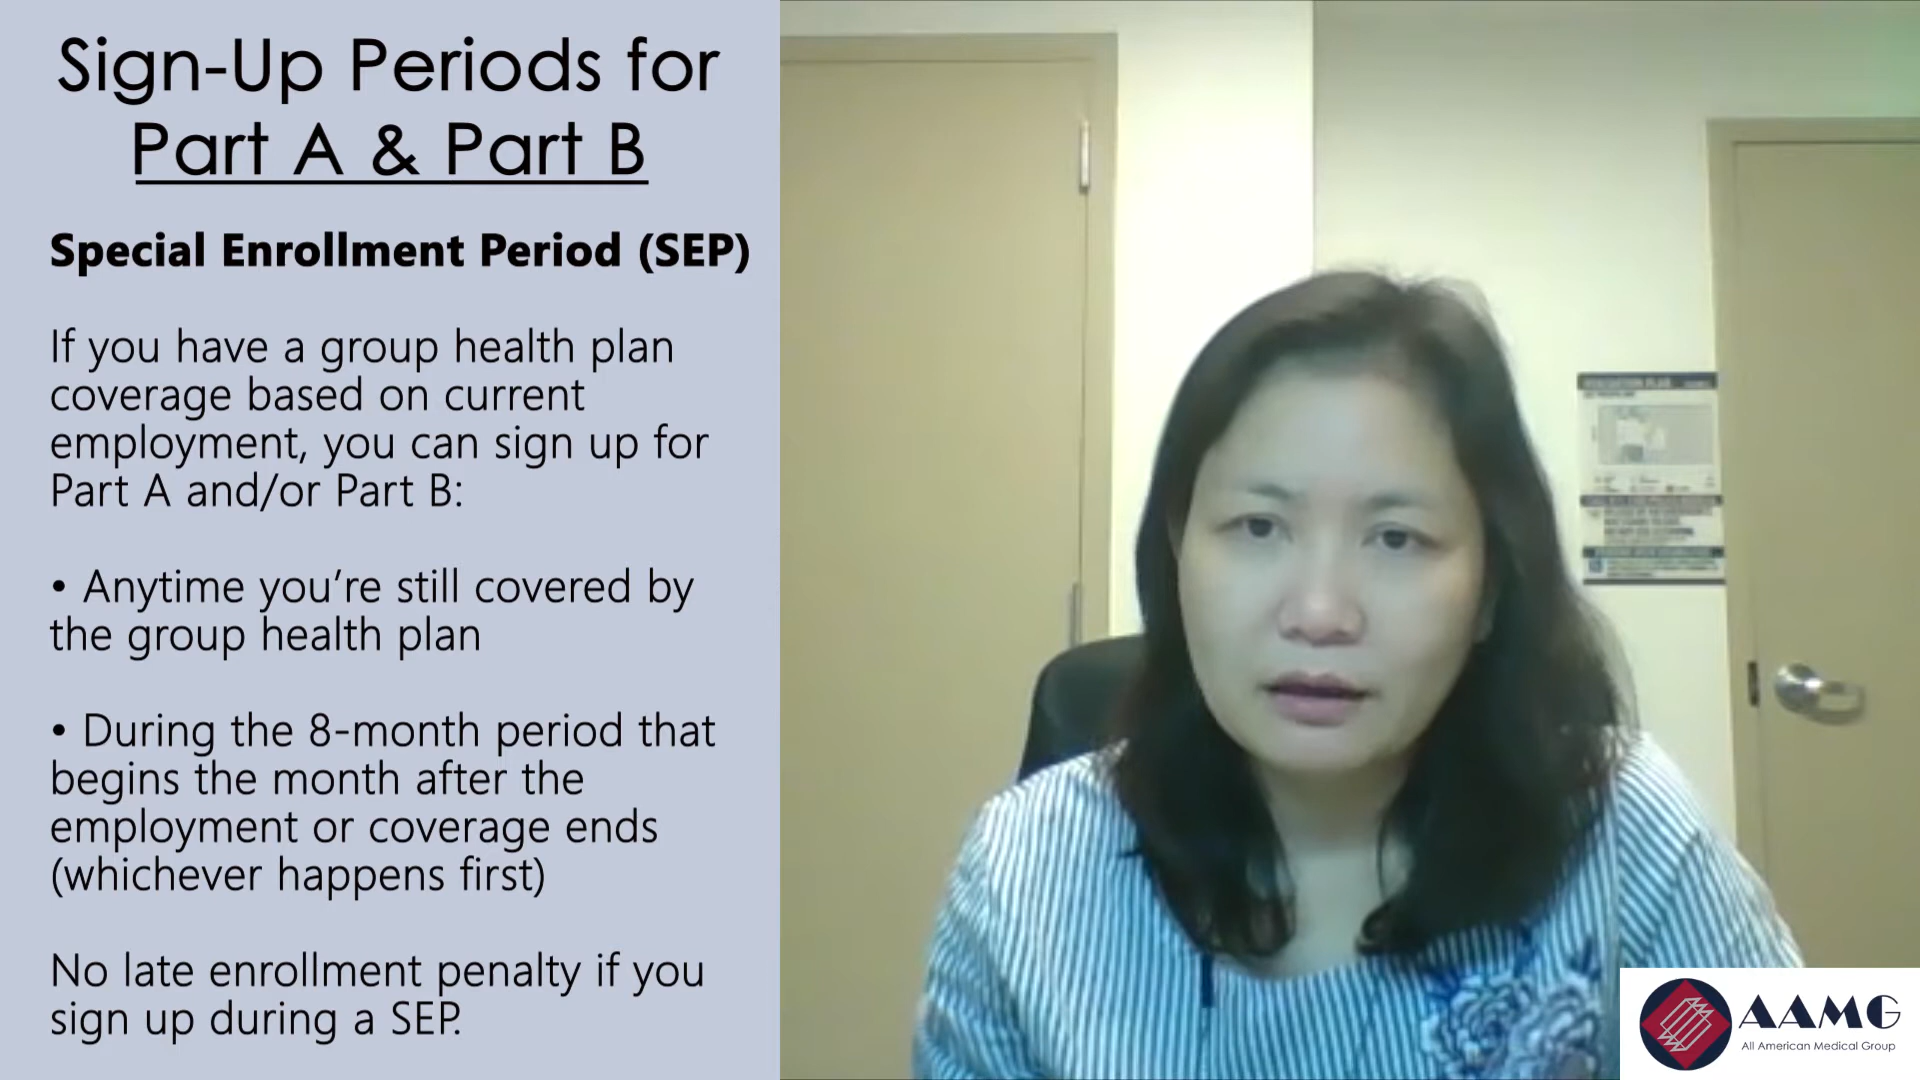 Sign-Up Periods for
Part A & Part B
Special Enrollment Period (SEP)
If you have a group health plan
coverage based on current
employment, you can sign up for
Part A and/or Part B:
• Anytime you’re still covered by
the group health plan
• During the 8-month period that
begins the month after the
employment or coverage ends
(whichever happens first)
No late enrollment penalty if you
sign up during a SEP.
EVACUATION PLAN
AAMG
All American Medical Group